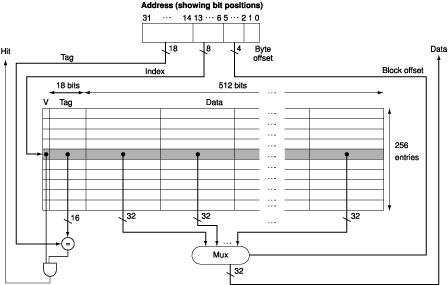 Address (showing bit positions)
31 ··· 14 13 ··· 6 5 ·· 2 1 0
Hit
Data
18
8
4
Byte
offset
Tag
Index
Block offset
18 bits
512 bits
V
Tag
Data
256
entries
16
32
32
32
=
Mux
32